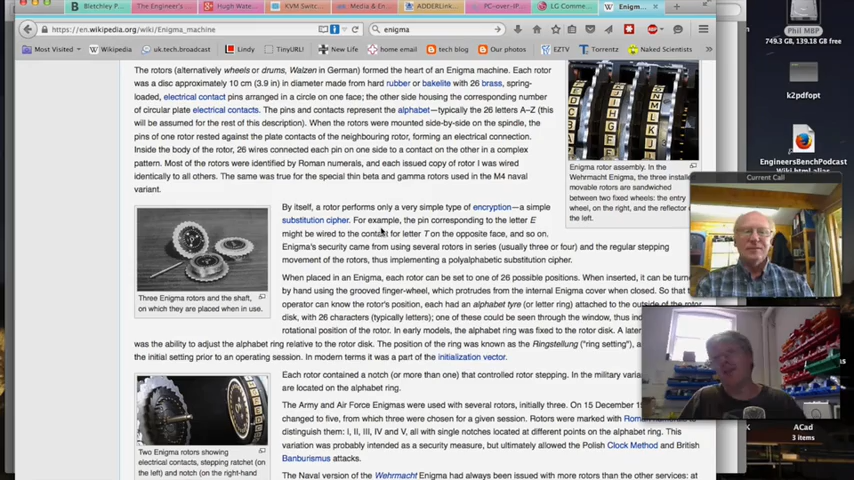 Bletchley P...
The Engineer's
Hugh Wate...
KVM Switc...
Media & En...
ADDERLink...
PC-over-IP...
LG Comme...
Enigm...
https://en.wikipedia.org/wiki/Enigma_machine
enigma
ABP
Most Visited
Wikipedia
uk.tech.broadcast
Lindy
TinyURL!
New Life
home email
tech blog
Our photos
EZTV
Torrentz
Naked Scientists
Phil MBP
749.3 GB, 139.18 GB free
k2pdfopt
EngineersBenchPodcast
Web.html.alias
The rotors (alternatively wheels or drums, Walzen in German) formed the heart of an Enigma machine. Each rotor
was a disc approximately 10 cm (3.9 in) in diameter made from hard rubber or bakelite with 26 brass, spring-
loaded, electrical contact pins arranged in a circle on one face; the other side housing the corresponding number
of circular plate electrical contacts. The pins and contacts represent the alphabet—typically the 26 letters A–Z (this
will be assumed for the rest of this description). When the rotors were mounted side-by-side on the spindle, the
pins of one rotor rested against the plate contacts of the neighbouring rotor, forming an electrical connection.
Inside the body of the rotor, 26 wires connected each pin on one side to a contact on the other in a complex
pattern. Most of the rotors were identified by Roman numerals, and each issued copy of rotor I was wired
identically to all others. The same was true for the special thin beta and gamma rotors used in the M4 naval
variant.
Enigma rotor assembly. In the
Wehrmacht Enigma, the three installed
movable rotors are sandwiched
between two fixed wheels: the entry
wheel, on the right, and the reflector on
the left.
Current Call
By itself, a rotor performs only a very simple type of encryption—a simple
substitution cipher. For example, the pin corresponding to the letter E
might be wired to the contact for letter T on the opposite face, and so on.
Enigma's security came from using several rotors in series (usually three or four) and the regular stepping
movement of the rotors, thus implementing a polyalphabetic substitution cipher.
Three Enigma rotors and the shaft,
on which they are placed when in use.
When placed in an Enigma, each rotor can be set to one of 26 possible positions. When inserted, it can be turne
by hand using the grooved finger-wheel, which protrudes from the internal Enigma cover when closed. So that t
operator can know the rotor's position, each had an alphabet tyre (or letter ring) attached to the outside of the rotor
disk, with 26 characters (typically letters); one of these could be seen through the window, thus ind
rotational position of the rotor. In early models, the alphabet ring was fixed to the rotor disk. A later
was the ability to adjust the alphabet ring relative to the rotor disk. The position of the ring was known as the Ringstellung ("ring setting"), a
the initial setting prior to an operating session. In modern terms it was a part of the initialization vector.
Each rotor contained a notch (or more than one) that controlled rotor stepping. In the military varian
are located on the alphabet ring.
The Army and Air Force Enigmas were used with several rotors, initially three. On 15 December 1
changed to five, from which three were chosen for a given session. Rotors were marked with Roma
distinguish them: I, II, III, IV and V, all with single notches located at different points on the alphabet ring. This
variation was probably intended as a security measure, but ultimately allowed the Polish Clock Method and British
Banburismus attacks.
The Naval version of the Wehrmacht Enigma had always been issued with more rotors than the other services: at
Two Enigma rotors showing
electrical contacts, stepping ratchet (on
the left) and notch (on the right-hand
ACad
3 items